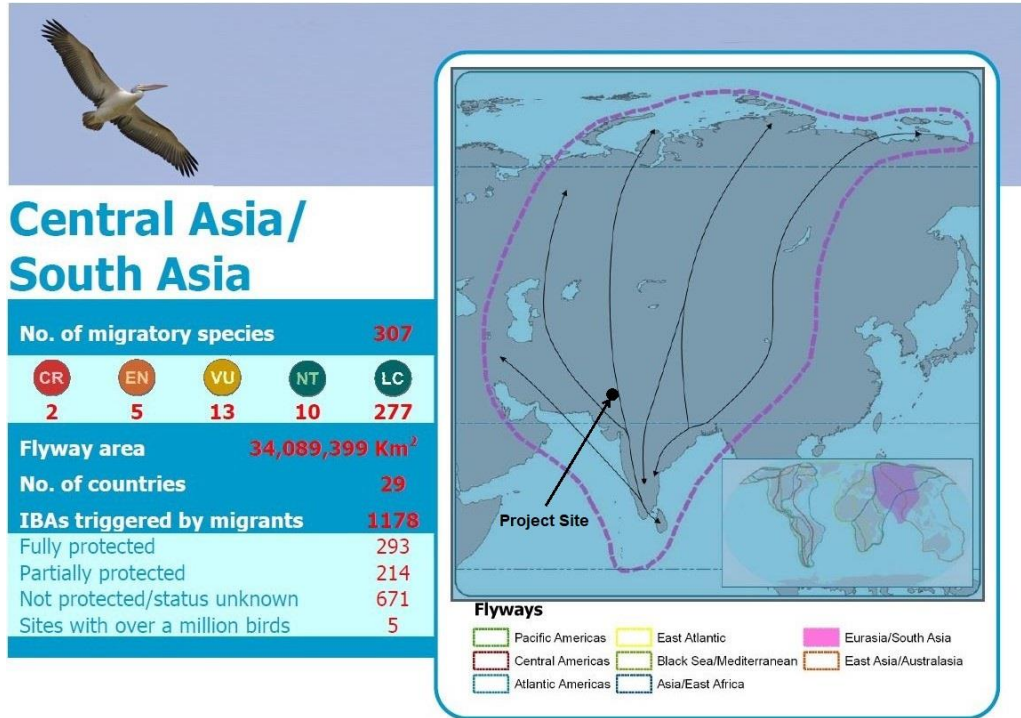 Central Asia/
South Asia
No. of migratory species 307
CR EN VU NT LC
2 5 13 10 277
Flyway area 34,089,399 Km²
No. of countries 29
IBAs triggered by migrants 1178
Fully protected 293
Partially protected 214
Not protected/status unknown 671
Sites with over a million birds 5
Project Site
Flyways
Pacific Americas East Atlantic Eurasia/South Asia
Central Americas Black Sea/Mediterranean East Asia/Australasia
Atlantic Americas Asia/East Africa